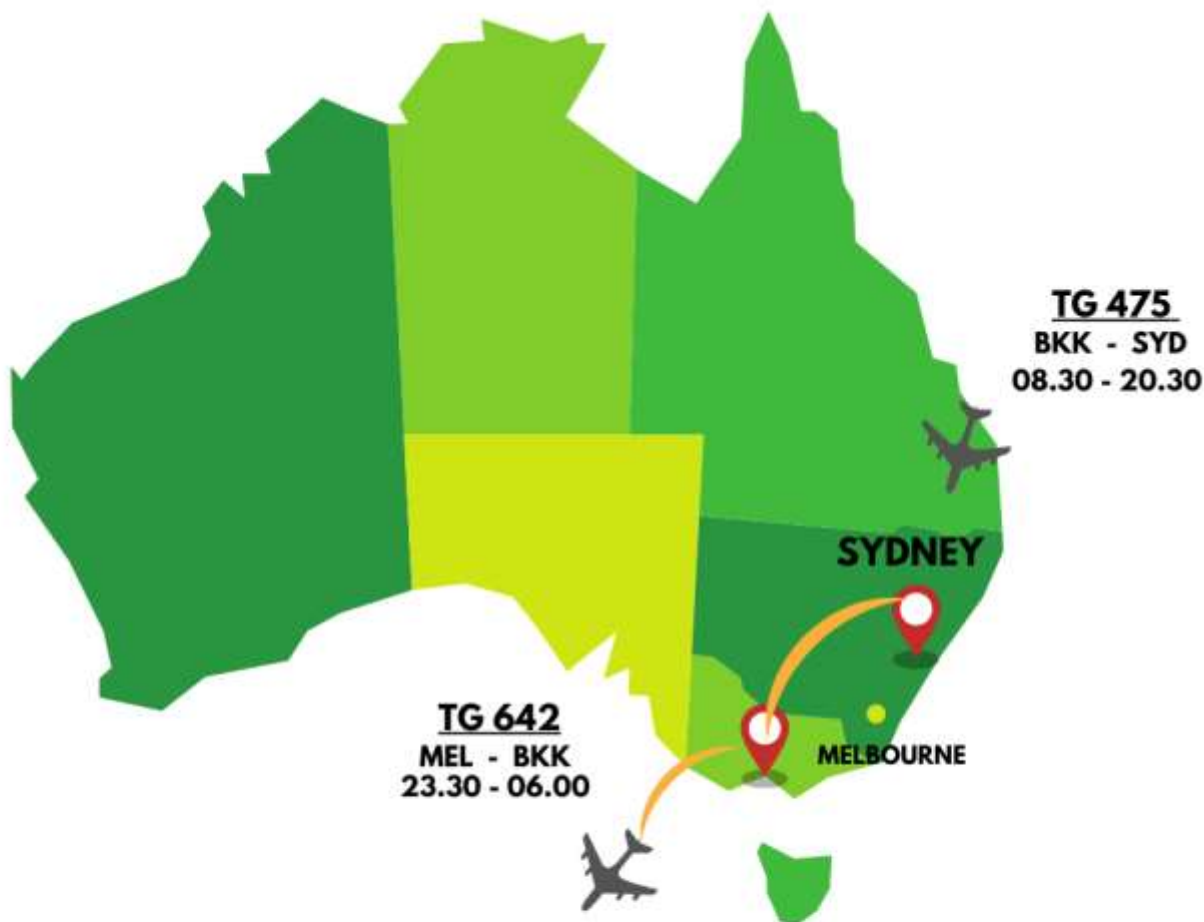 TG 475
BKK - SYD
08.30 - 20.30
SYDNEY
TG 642
MEL - BKK
23.30 - 06.00
MELBOURNE